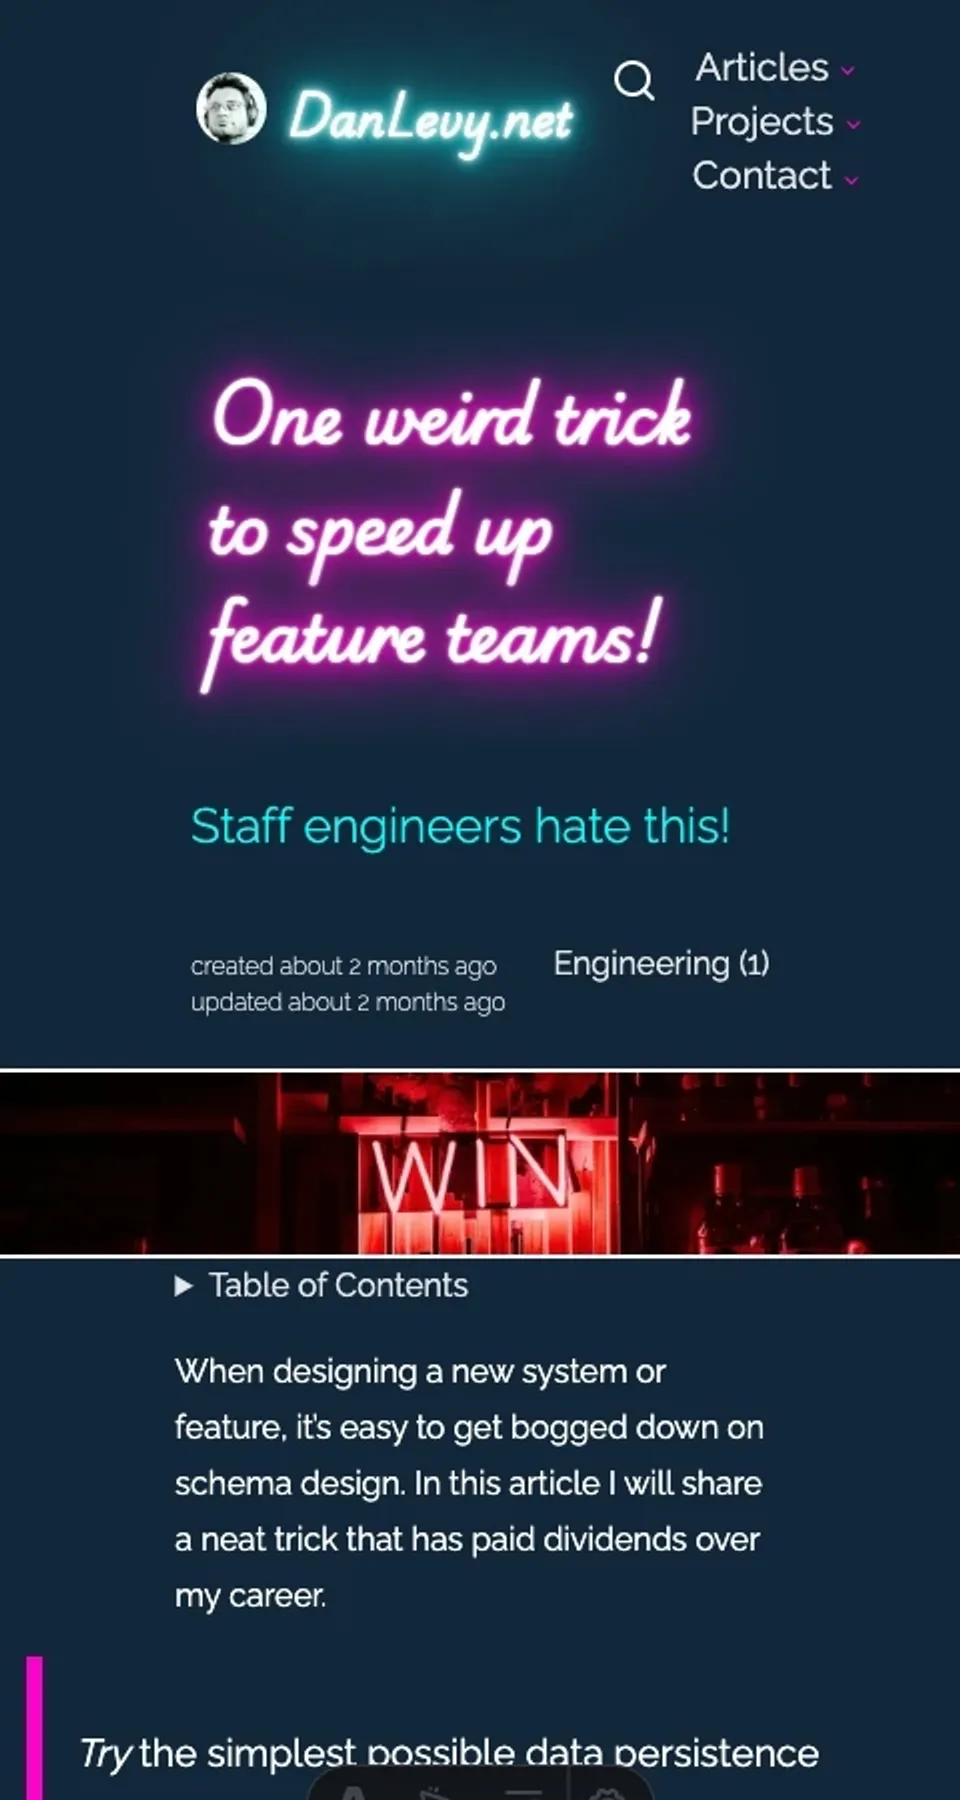 DanLevy.net
Articles
Projects
Contact
One weird trick
to speed up
feature teams!
Staff engineers hate this!
created about 2 months ago
updated about 2 months ago
Engineering (1)
WIN
Table of Contents
When designing a new system or
feature, it's easy to get bogged down on
schema design. In this article I will share
a neat trick that has paid dividends over
my career.
Try the simplest possible data persistence